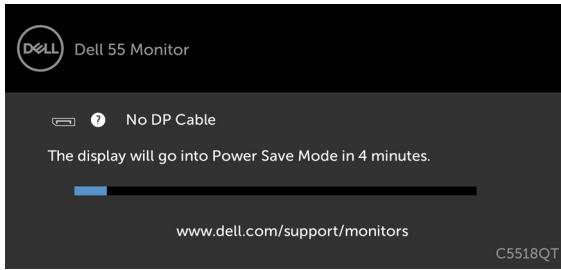 DELL
Dell 55 Monitor
? No DP Cable
The display will go into Power Save Mode in 4 minutes.
www.dell.com/support/monitors
C5518QT